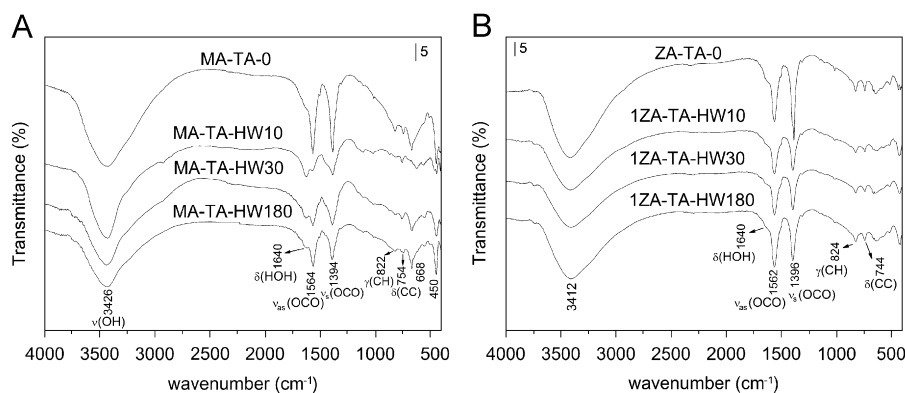 A
MA-TA-0
5
MA-TA-HW10
MA-TA-HW30
MA-TA-HW180
Transmittance (%)
3426
ν(OH)
1640
δ(HOH)
1564
νas(OCO)
1394
νs(OCO)
822
γ(CH)
754
δ(CC)
668
450
4000 3500 3000 2500 2000 1500 1000 500
wavenumber (cm-1)
B
5
ZA-TA-0
1ZA-TA-HW10
1ZA-TA-HW30
1ZA-TA-HW180
Transmittance (%)
3412
1640
δ(HOH)
1562
νas(OCO)
1396
νs(OCO)
824
γ(CH)
744
δ(CC)
4000 3500 3000 2500 2000 1500 1000 500
wavenumber (cm-1)